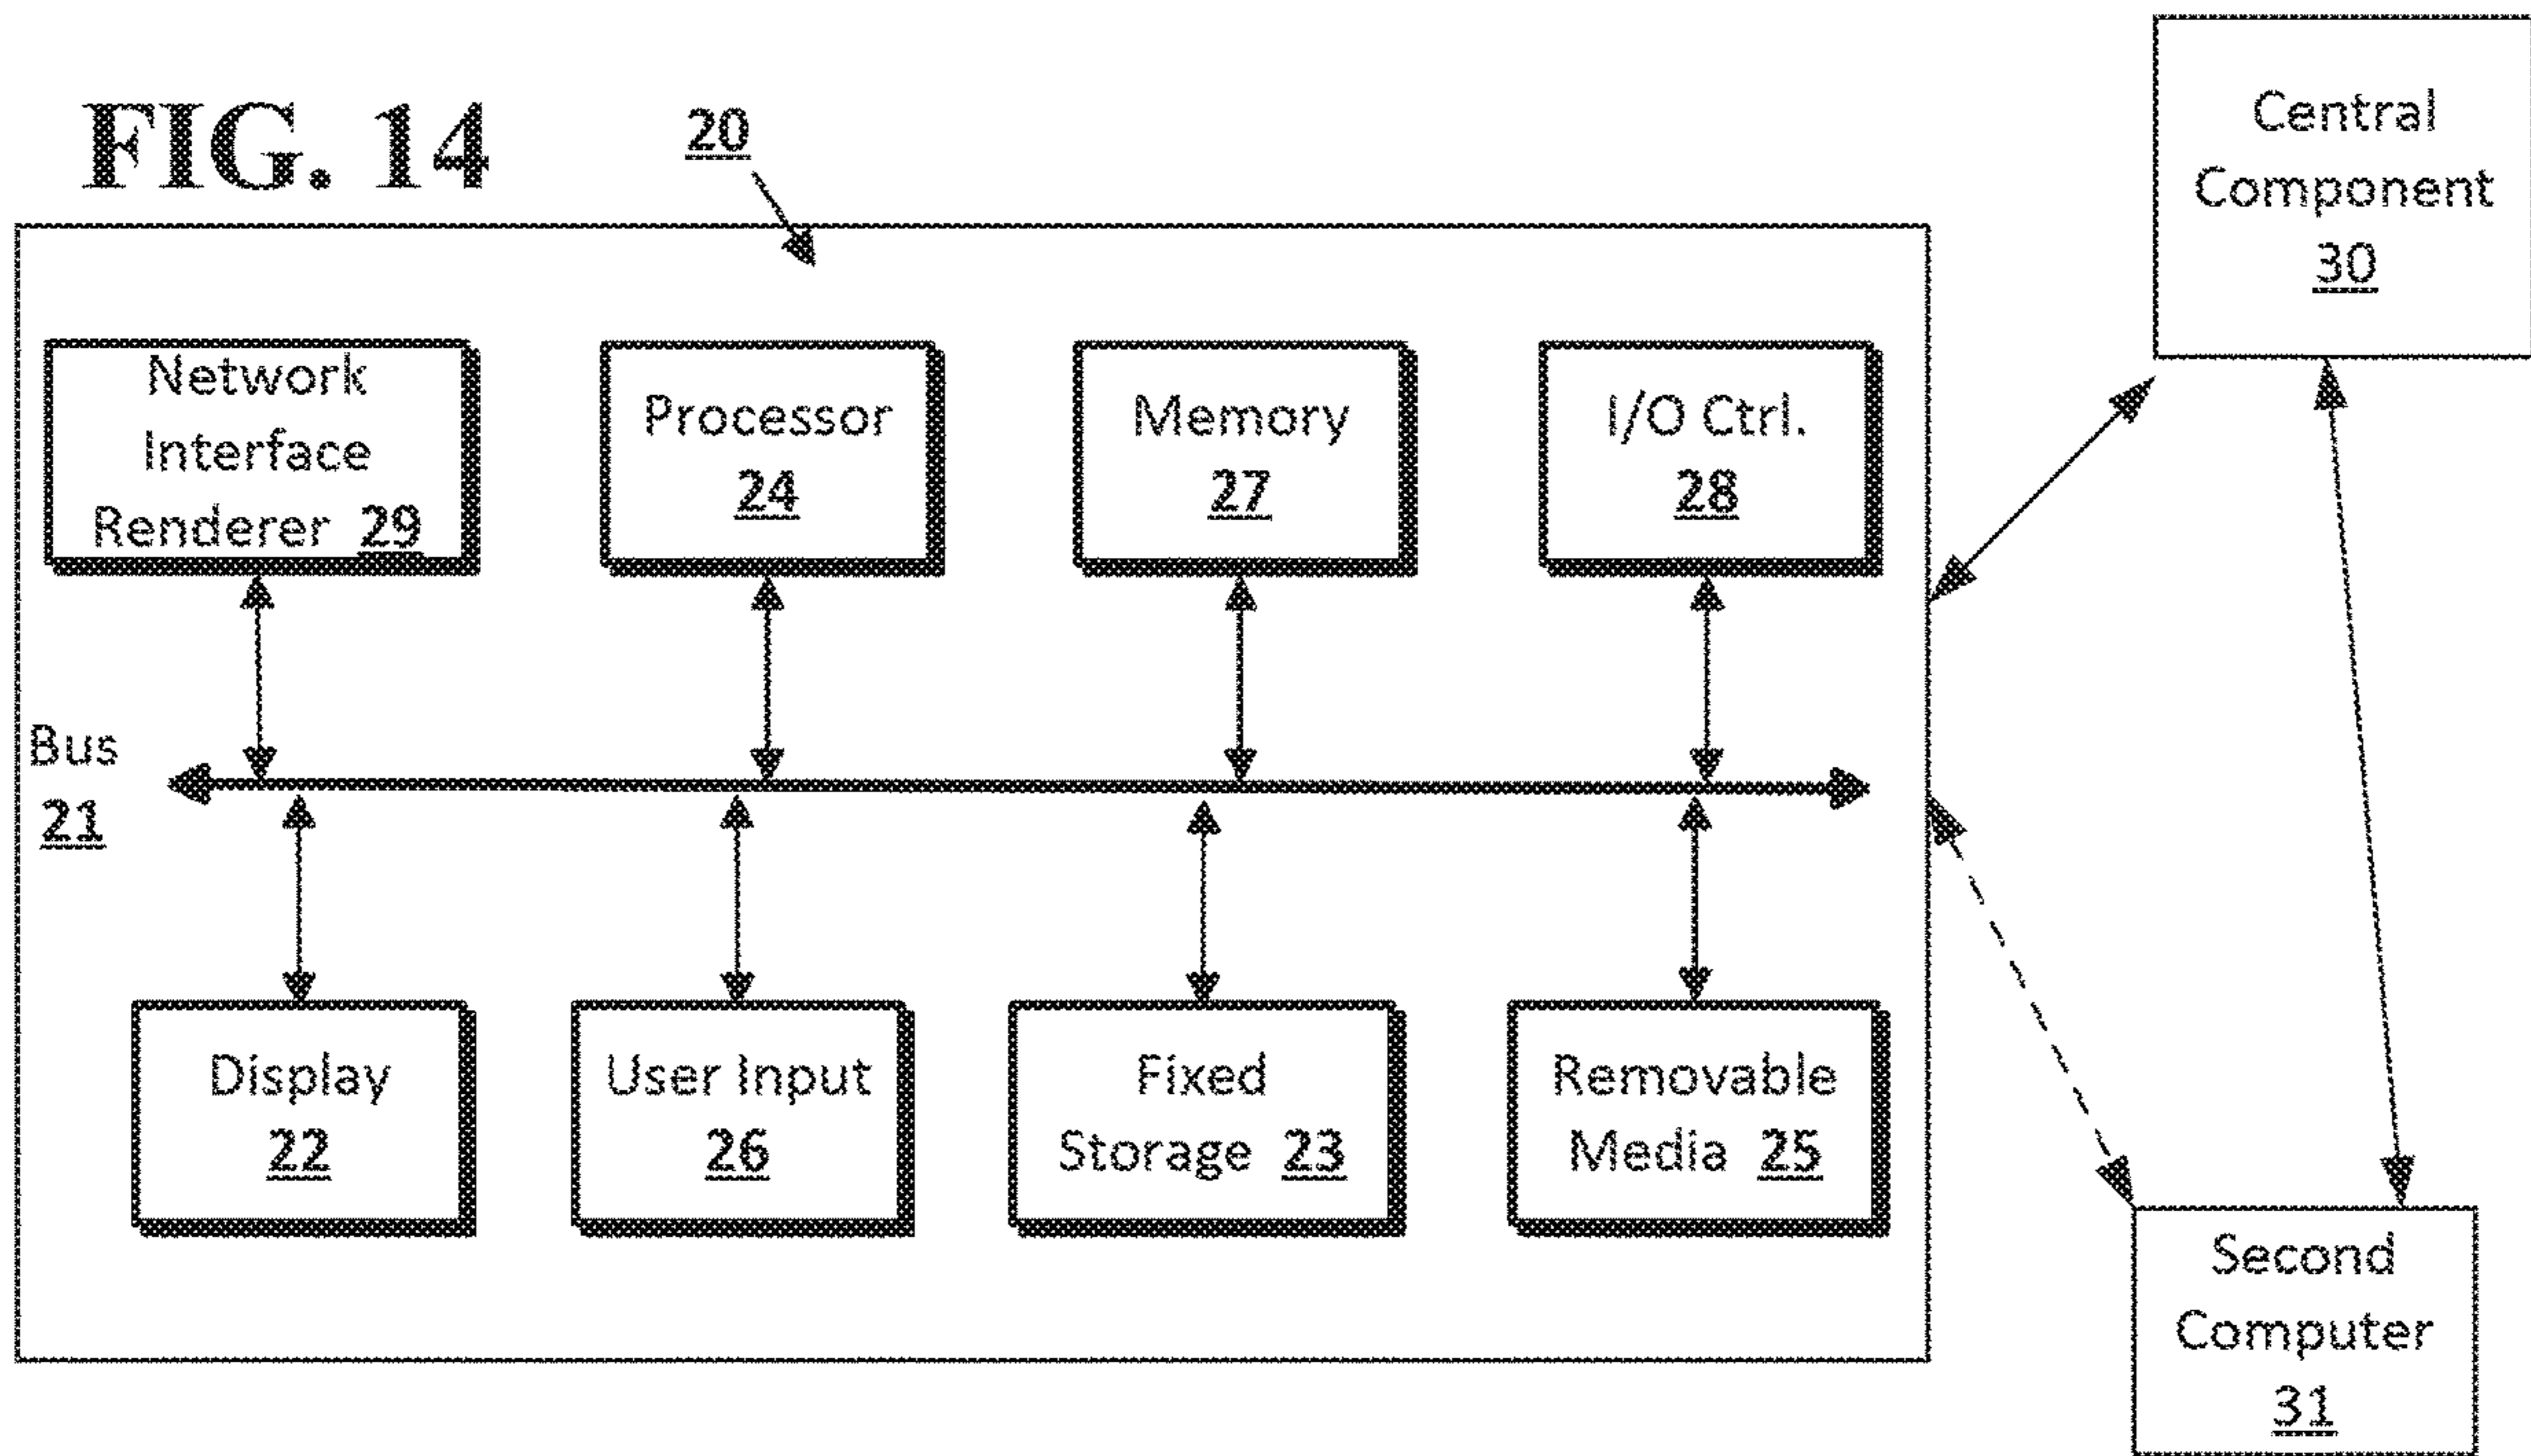 FIG. 14
20
Central
Component
30
Network
Interface
Renderer 29
Processor
24
Memory
27
I/O Ctrl.
28
Bus
21
Display
22
User Input
26
Fixed
Storage 23
Removable
Media 25
Second
Computer
31